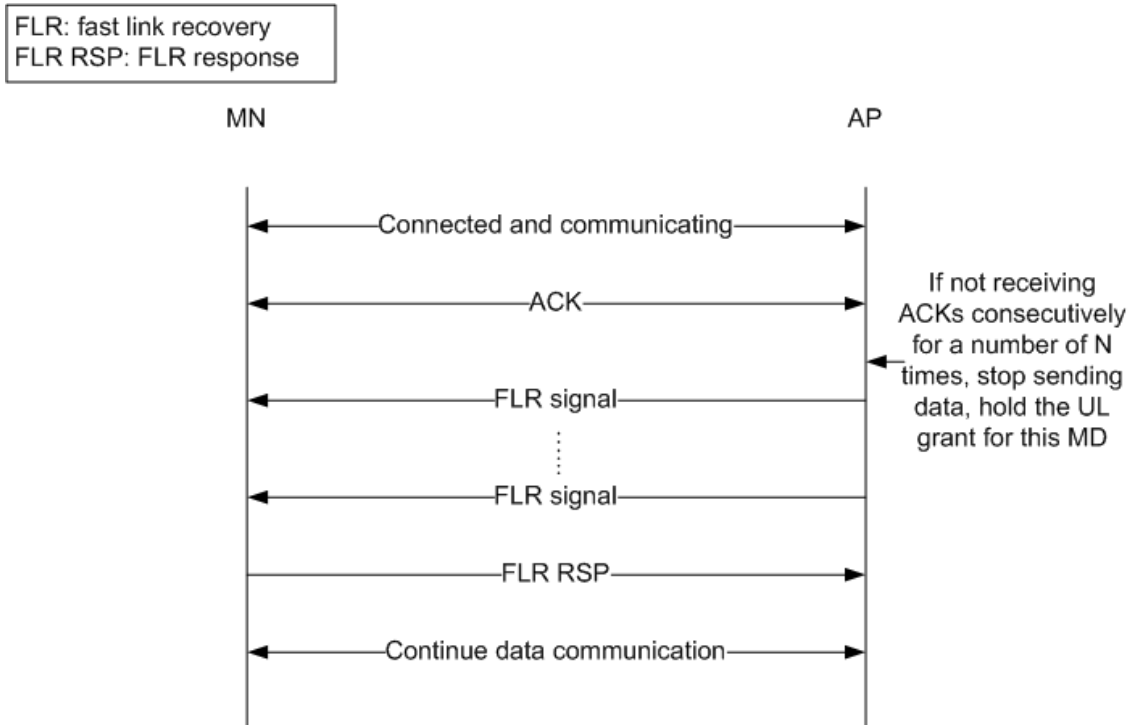 FLR: fast link recovery
FLR RSP: FLR response
MN
AP
Connected and communicating
ACK
If not receiving
ACKs consecutively
for a number of N
times, stop sending
data, hold the UL
grant for this MD
FLR signal
FLR signal
FLR RSP
Continue data communication